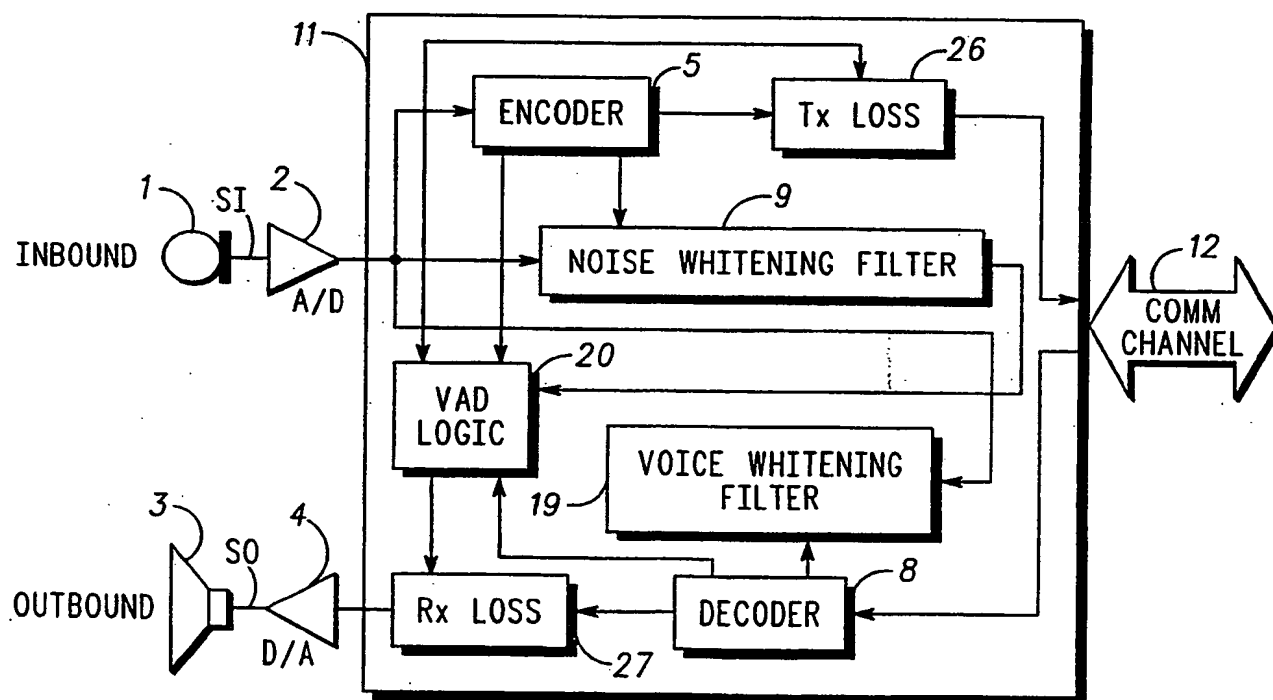 11
5
26
ENCODER
Tx LOSS
1
SI
2
9
12
INBOUND
NOISE WHITENING FILTER
A/D
COMM
CHANNEL
20
VAD
LOGIC
VOICE WHITENING
FILTER
19
3
SO
4
8
OUTBOUND
Rx LOSS
DECODER
D/A
27